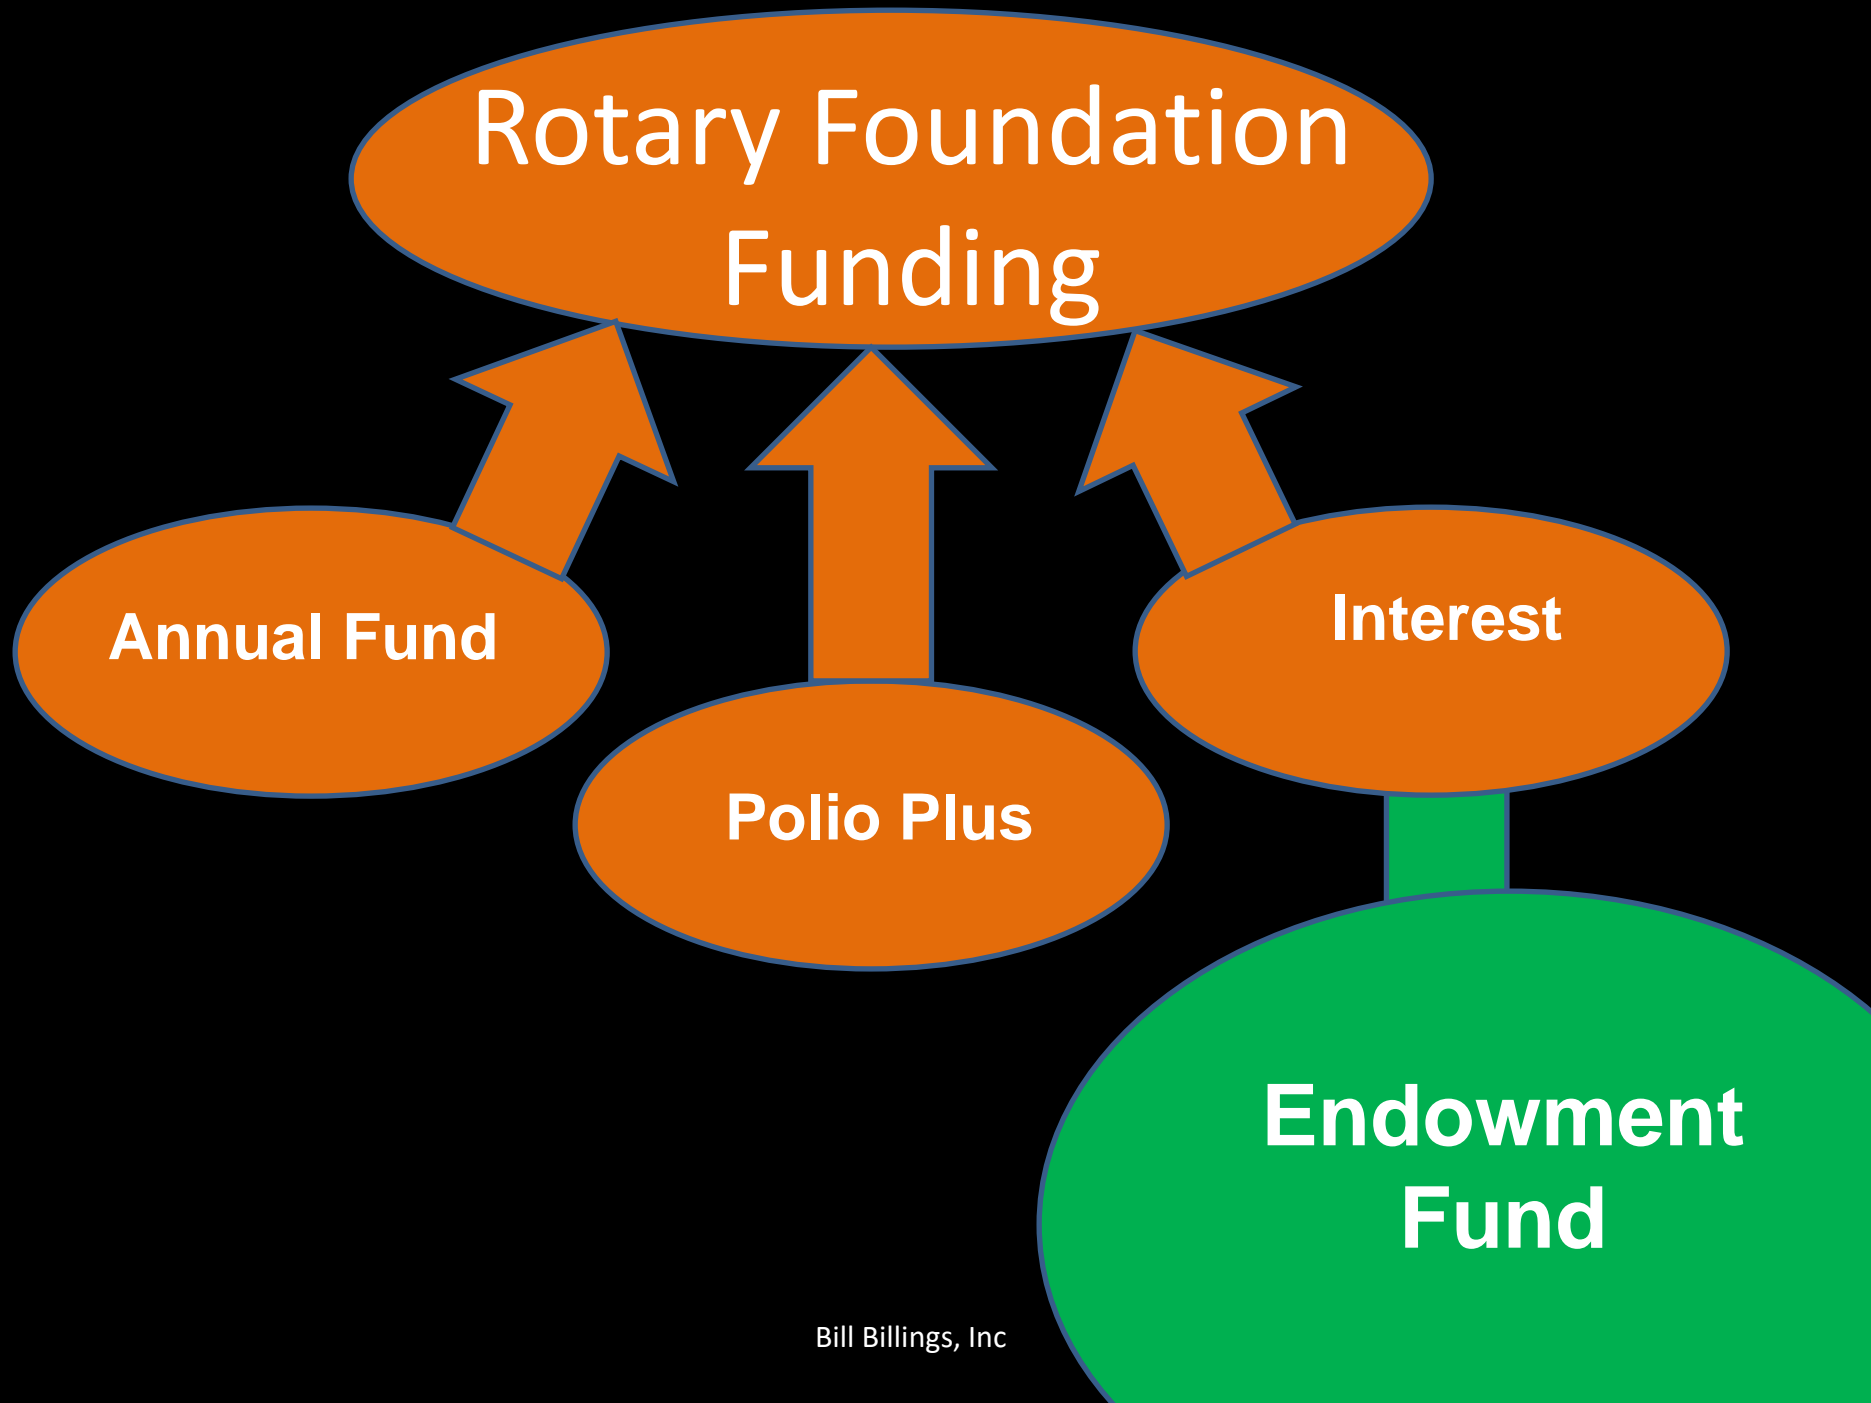 Rotary Foundation
Funding
Annual Fund
Interest
Polio Plus
Endowment
Fund
Bill Billings, Inc